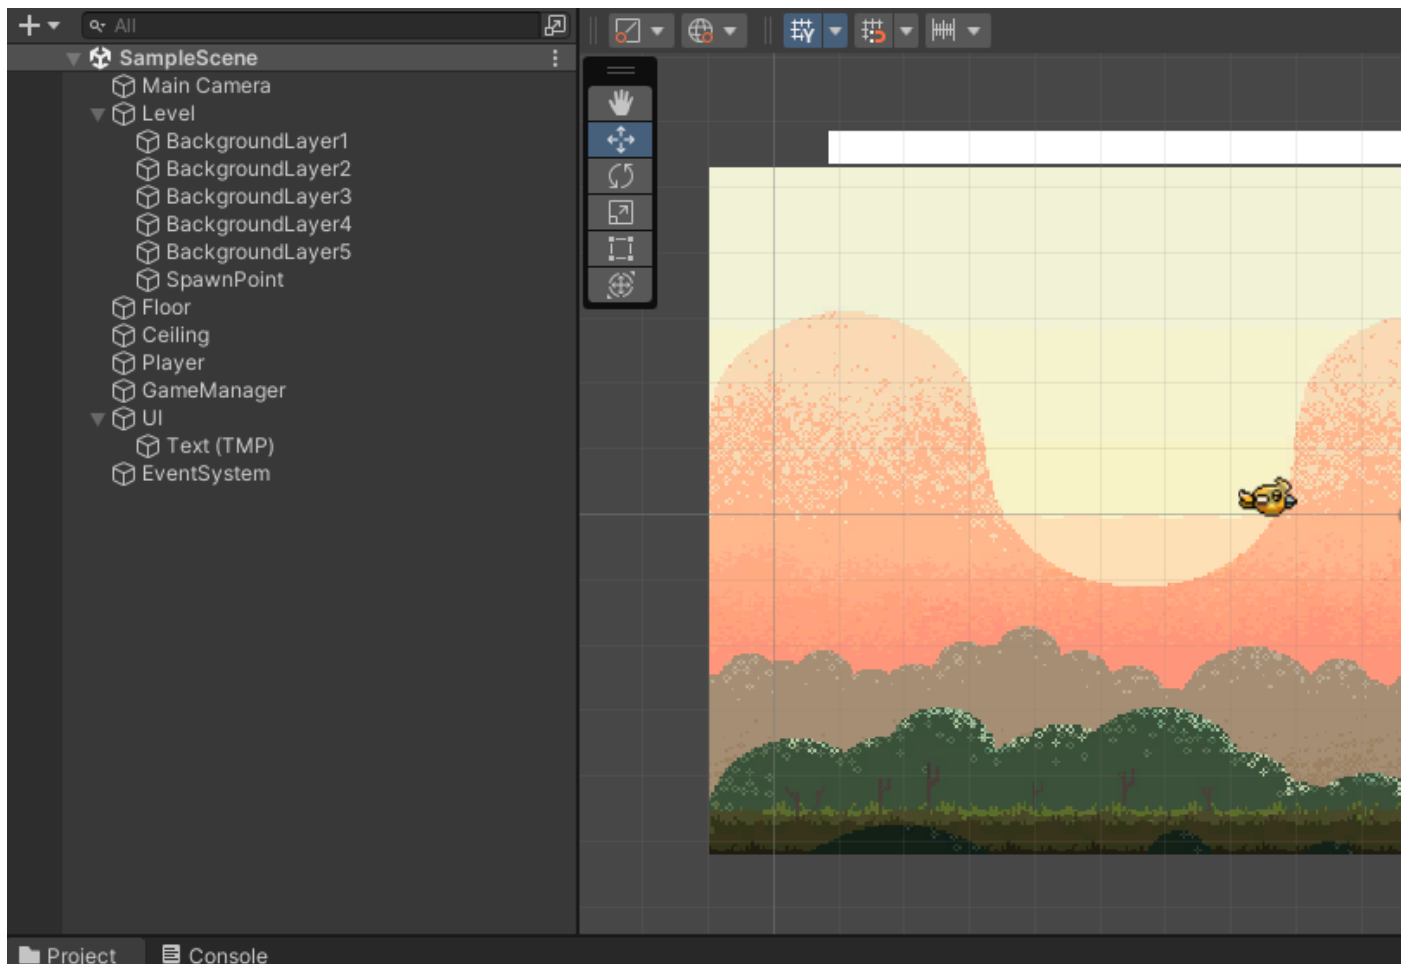 All
SampleScene
Main Camera
Level
BackgroundLayer1
BackgroundLayer2
BackgroundLayer3
BackgroundLayer4
BackgroundLayer5
SpawnPoint
Floor
Ceiling
Player
GameManager
UI
Text (TMP)
EventSystem
Project Console